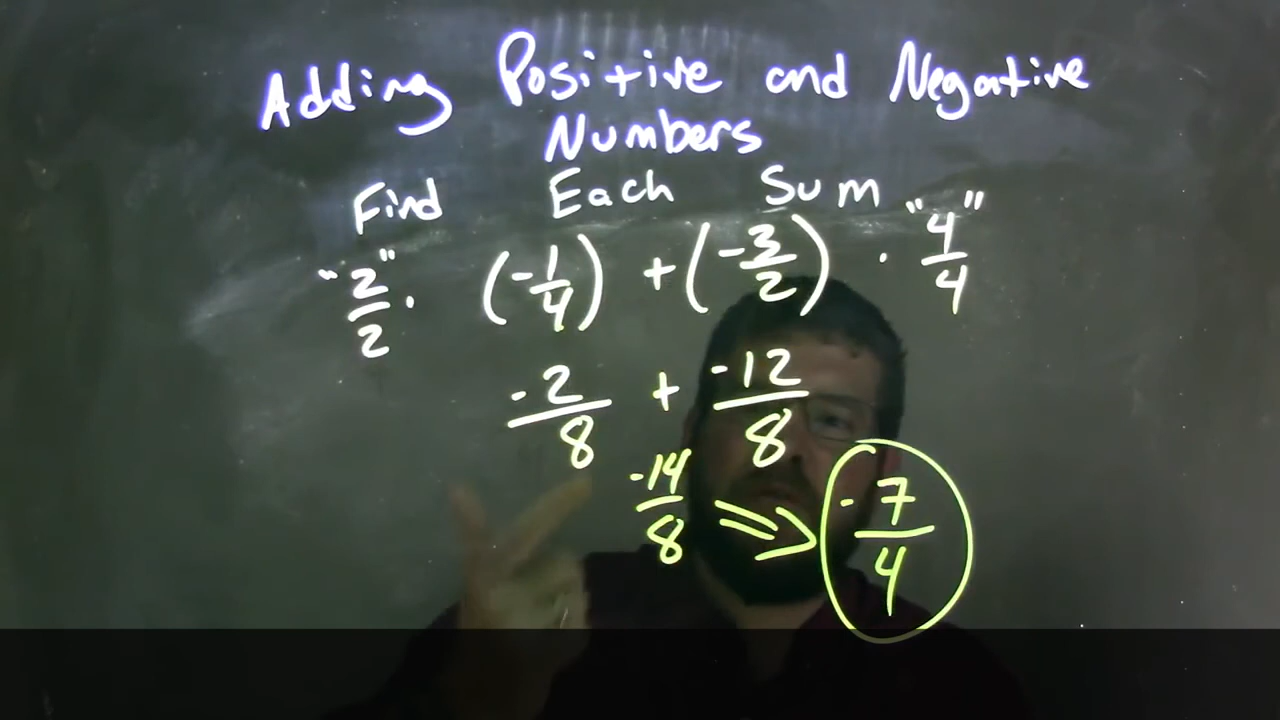 Adding Positive and Negative
Numbers
Find Each Sum
"2/2" · (-1/4) + (-3/2) · "4/4"
-2/8 + -12/8
-14/8 ⇒ -7/4